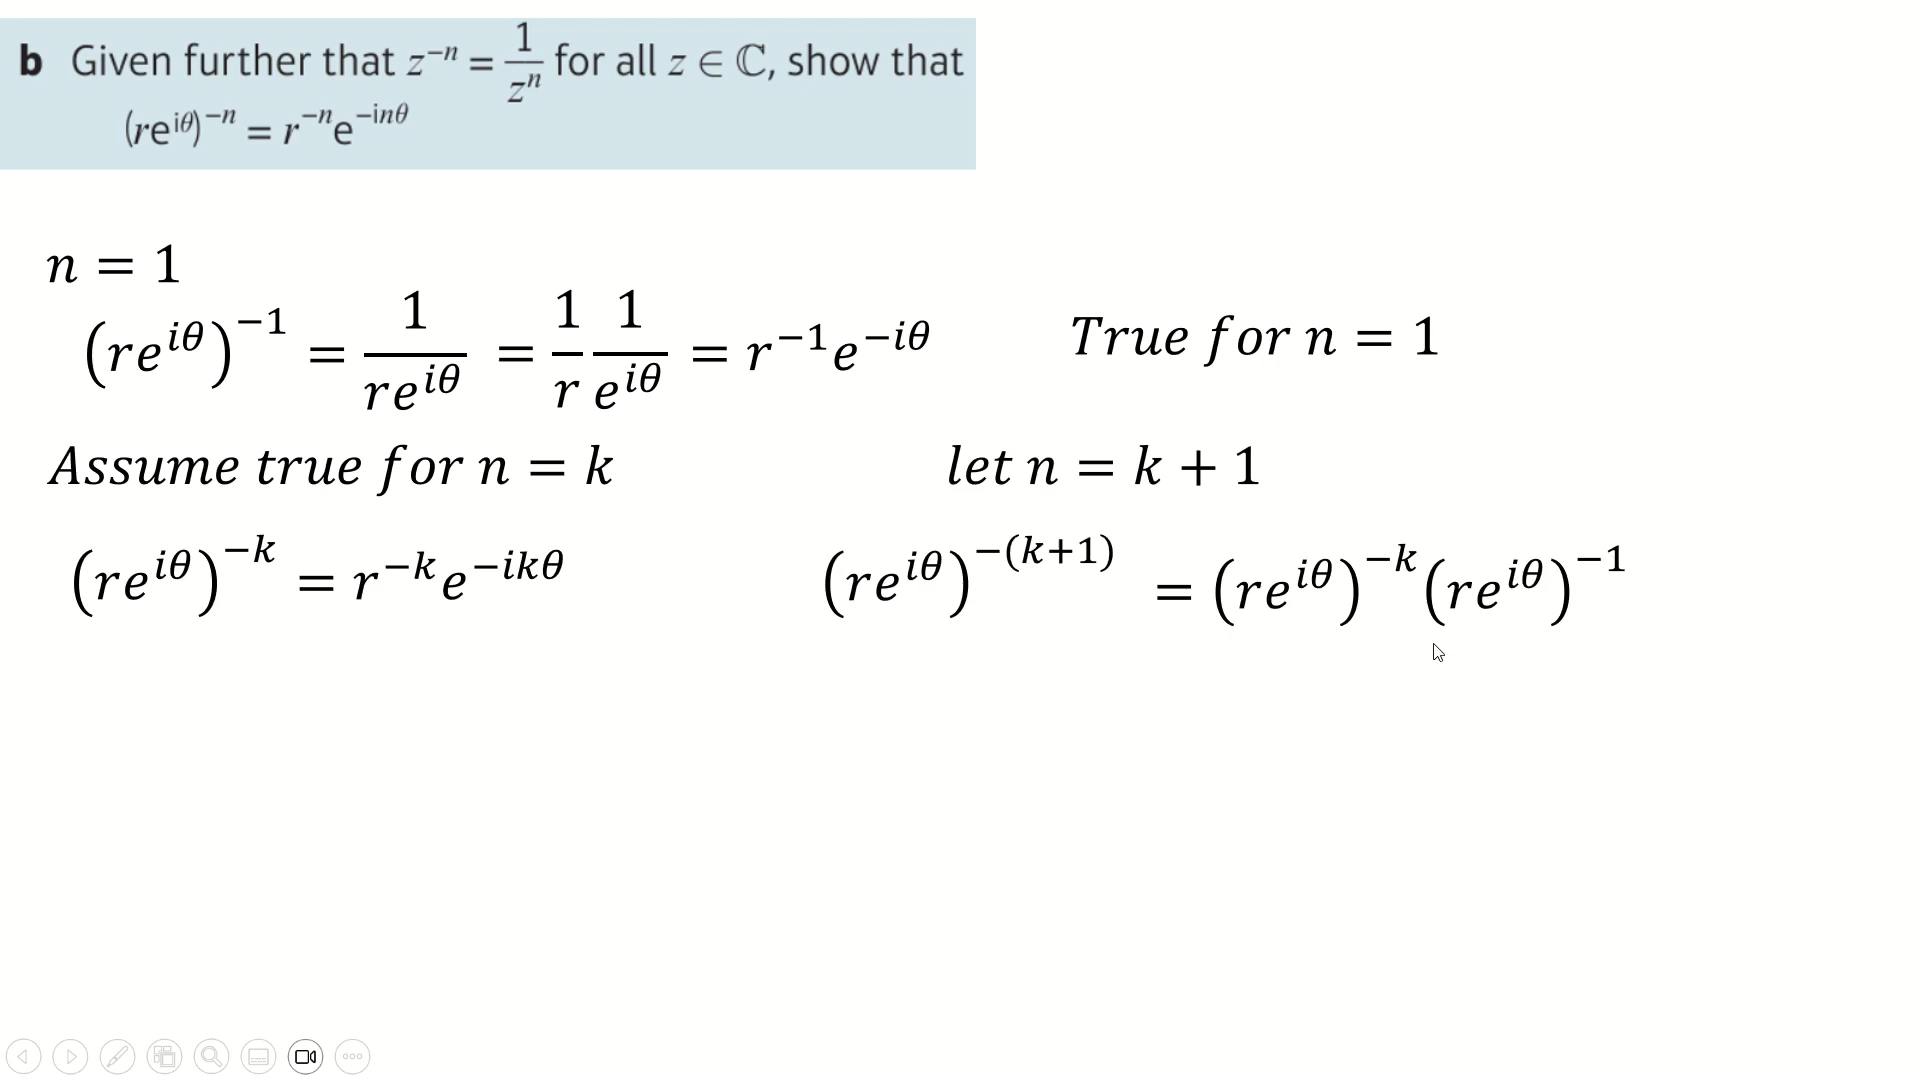 b Given further that z⁻ⁿ = 1/zⁿ for all z ∈ ℂ, show that
(re^{iθ})^{−n} = r^{−n}e^{−inθ}
n = 1
(re^{iθ})^{−1} = 1/(re^{iθ}) = 1/r 1/e^{iθ} = r^{−1}e^{−iθ} True for n = 1
Assume true for n = k let n = k + 1
(re^{iθ})^{−k} = r^{−k}e^{−ikθ} (re^{iθ})^{−(k+1)} = (re^{iθ})^{−k}(re^{iθ})^{−1}